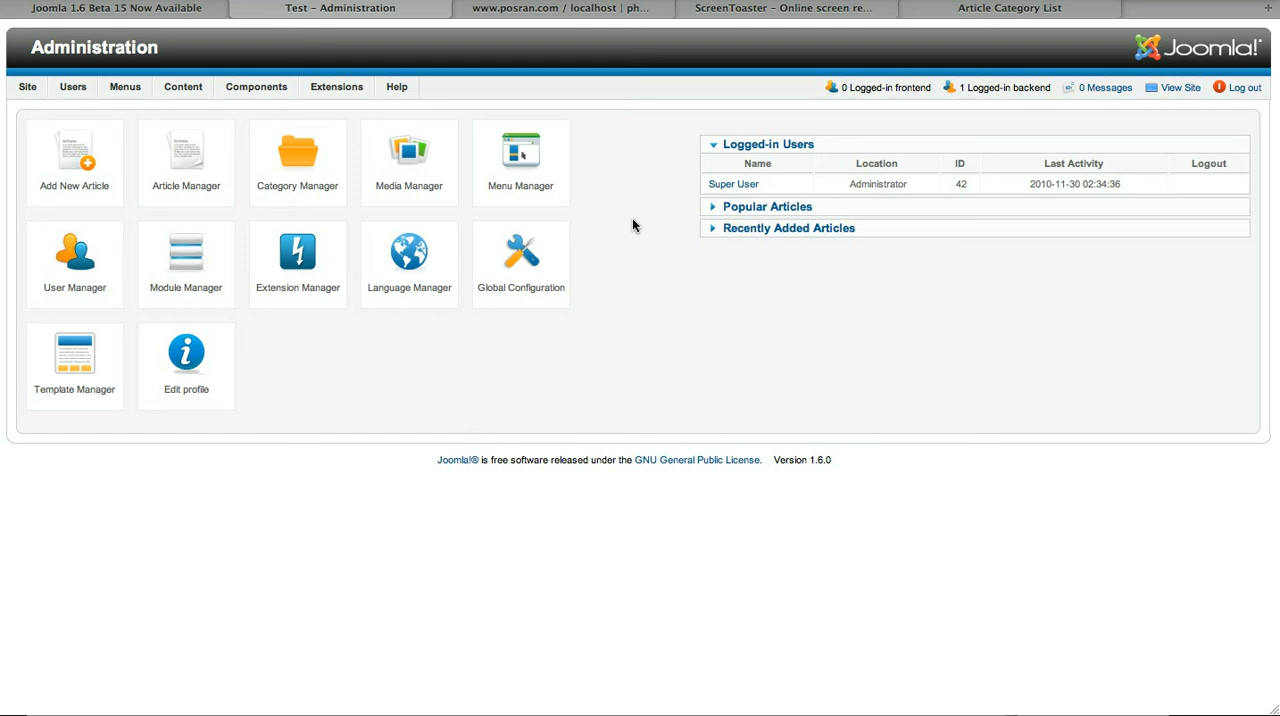 Joomla 1.6 Beta 15 Now Available
Test – Administration
www.posran.com / localhost | ph...
ScreenToaster – Online screen re...
Article Category List
+
Administration
Joomla!®
Site
Users
Menus
Content
Components
Extensions
Help
0 Logged-in frontend
1 Logged-in backend
0 Messages
View Site
Log out
Add New Article
Article Manager
Category Manager
Media Manager
Menu Manager
User Manager
Module Manager
Extension Manager
Language Manager
Global Configuration
Template Manager
Edit profile
Logged-in Users
Name Location ID Last Activity Logout
Super User Administrator 42 2010-11-30 02:34:36
Popular Articles
Recently Added Articles
Joomla!® is free software released under the GNU General Public License. Version 1.6.0